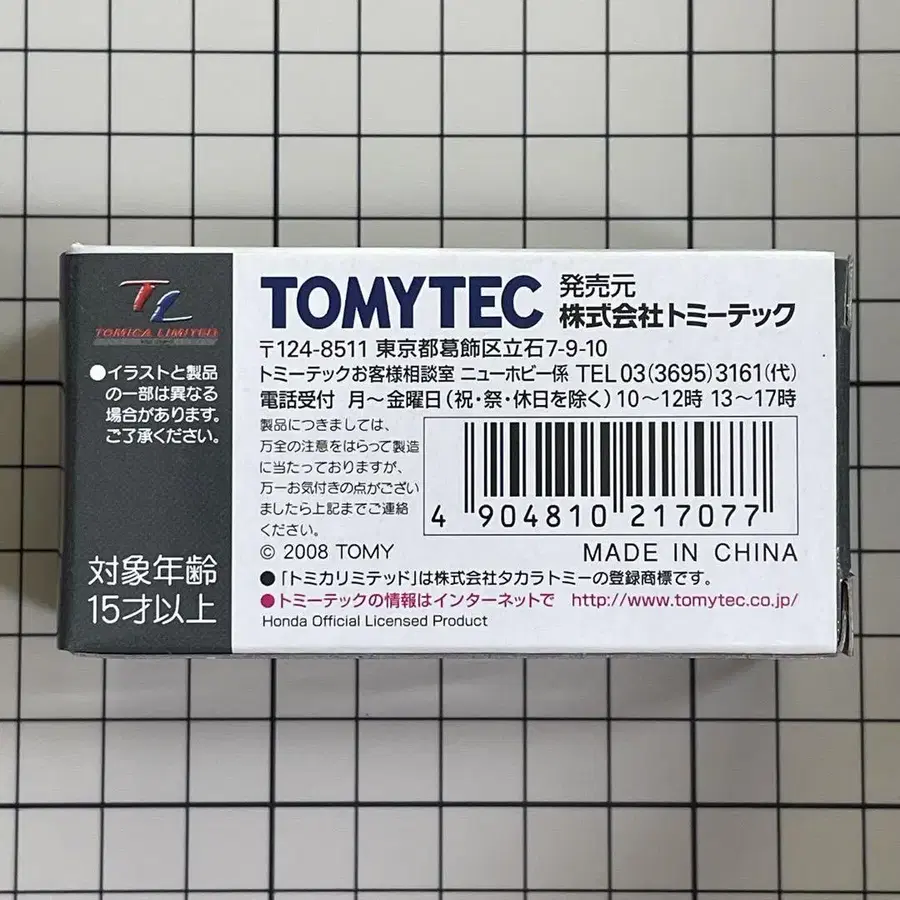 TL
TOMICA LIMITED
●イラストと製品
の一部は異なる
場合があります。
ご了承ください。
対象年齢
15才以上
TOMYTEC
発売元
株式会社トミーテック
〒124-8511 東京都葛飾区立石7-9-10
トミーテックお客様相談室 ニューホビー係 TEL 03(3695)3161(代)
電話受付 月〜金曜日(祝・祭・休日を除く)10〜12時 13〜17時
製品につきましては、
万全の注意をはらって製造
に当たっておりますが、
万一お気付きの点がござい
ましたら上記までご連絡
ください。
4 904810 217077
© 2008 TOMY
MADE IN CHINA
●「トミカリミテッド」は株式会社タカラトミーの登録商標です。
●トミーテックの情報はインターネットで http://www.tomytec.co.jp/
Honda Official Licensed Product